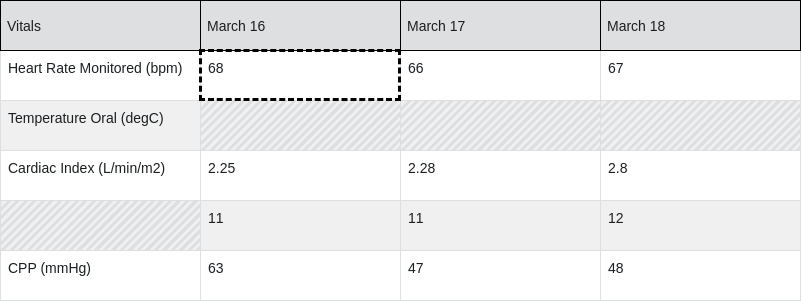 Vitals March 16 March 17 March 18
Heart Rate Monitored (bpm) 68 66 67
Temperature Oral (degC)
Cardiac Index (L/min/m2) 2.25 2.28 2.8
11 11 12
CPP (mmHg) 63 47 48